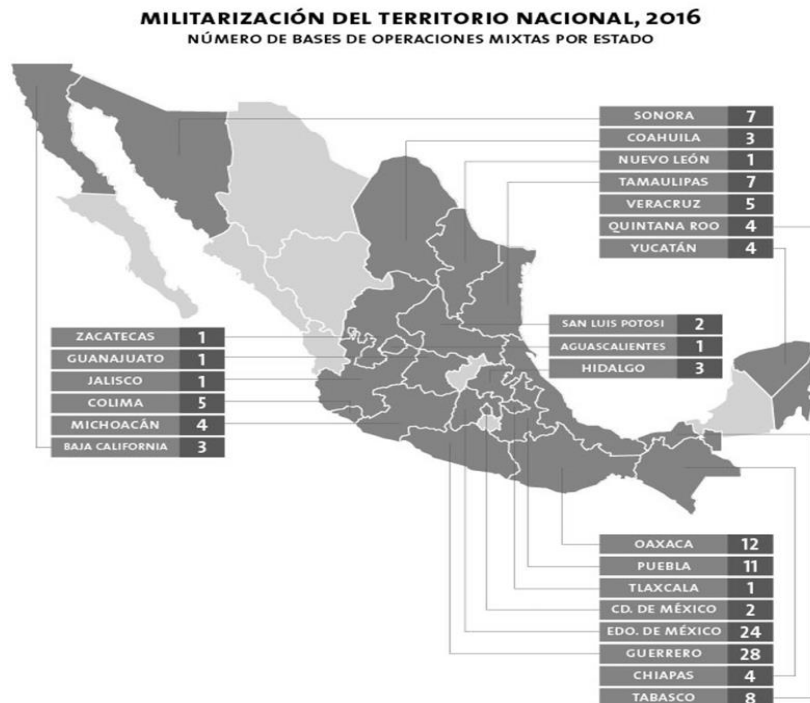 MILITARIZACIÓN DEL TERRITORIO NACIONAL, 2016
NÚMERO DE BASES DE OPERACIONES MIXTAS POR ESTADO
SONORA 7
COAHUILA 3
NUEVO LEÓN 1
TAMAULIPAS 7
VERACRUZ 5
QUINTANA ROO 4
YUCATÁN 4
SAN LUIS POTOSI 2
AGUASCALIENTES 1
HIDALGO 3
ZACATECAS 1
GUANAJUATO 1
JALISCO 1
COLIMA 5
MICHOACÁN 4
BAJA CALIFORNIA 3
OAXACA 12
PUEBLA 11
TLAXCALA 1
CD. DE MÉXICO 2
EDO. DE MÉXICO 24
GUERRERO 28
CHIAPAS 4
TABASCO 8